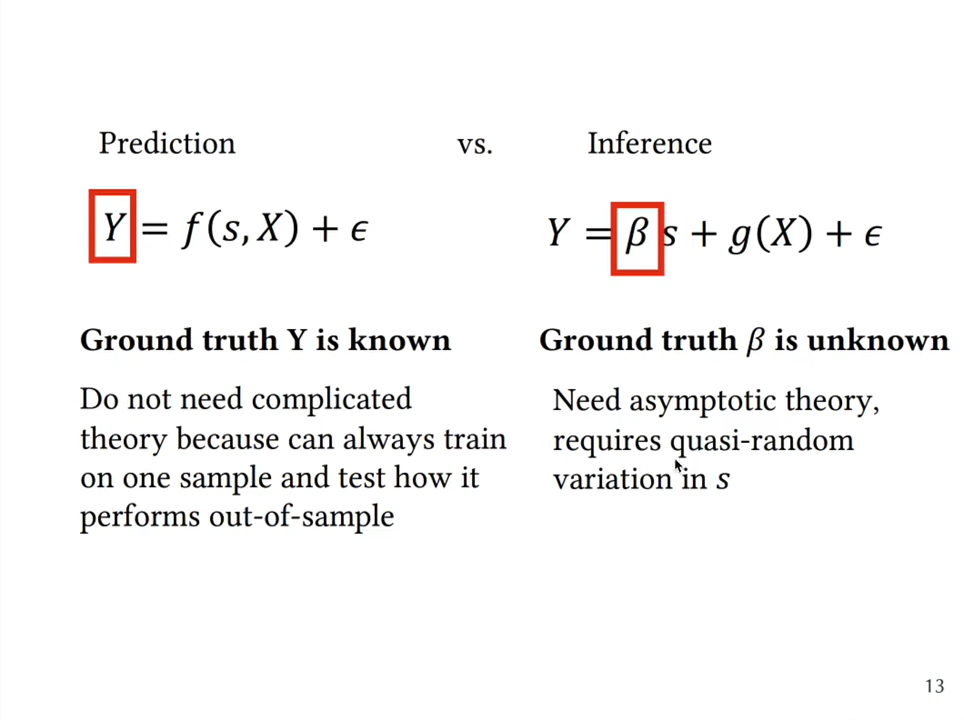 Prediction vs. Inference
Y = f(s, X) + ϵ
Y = β s + g(X) + ϵ
Ground truth Y is known
Do not need complicated
theory because can always train
on one sample and test how it
performs out-of-sample
Ground truth β is unknown
Need asymptotic theory,
requires quasi-random
variation in s
13